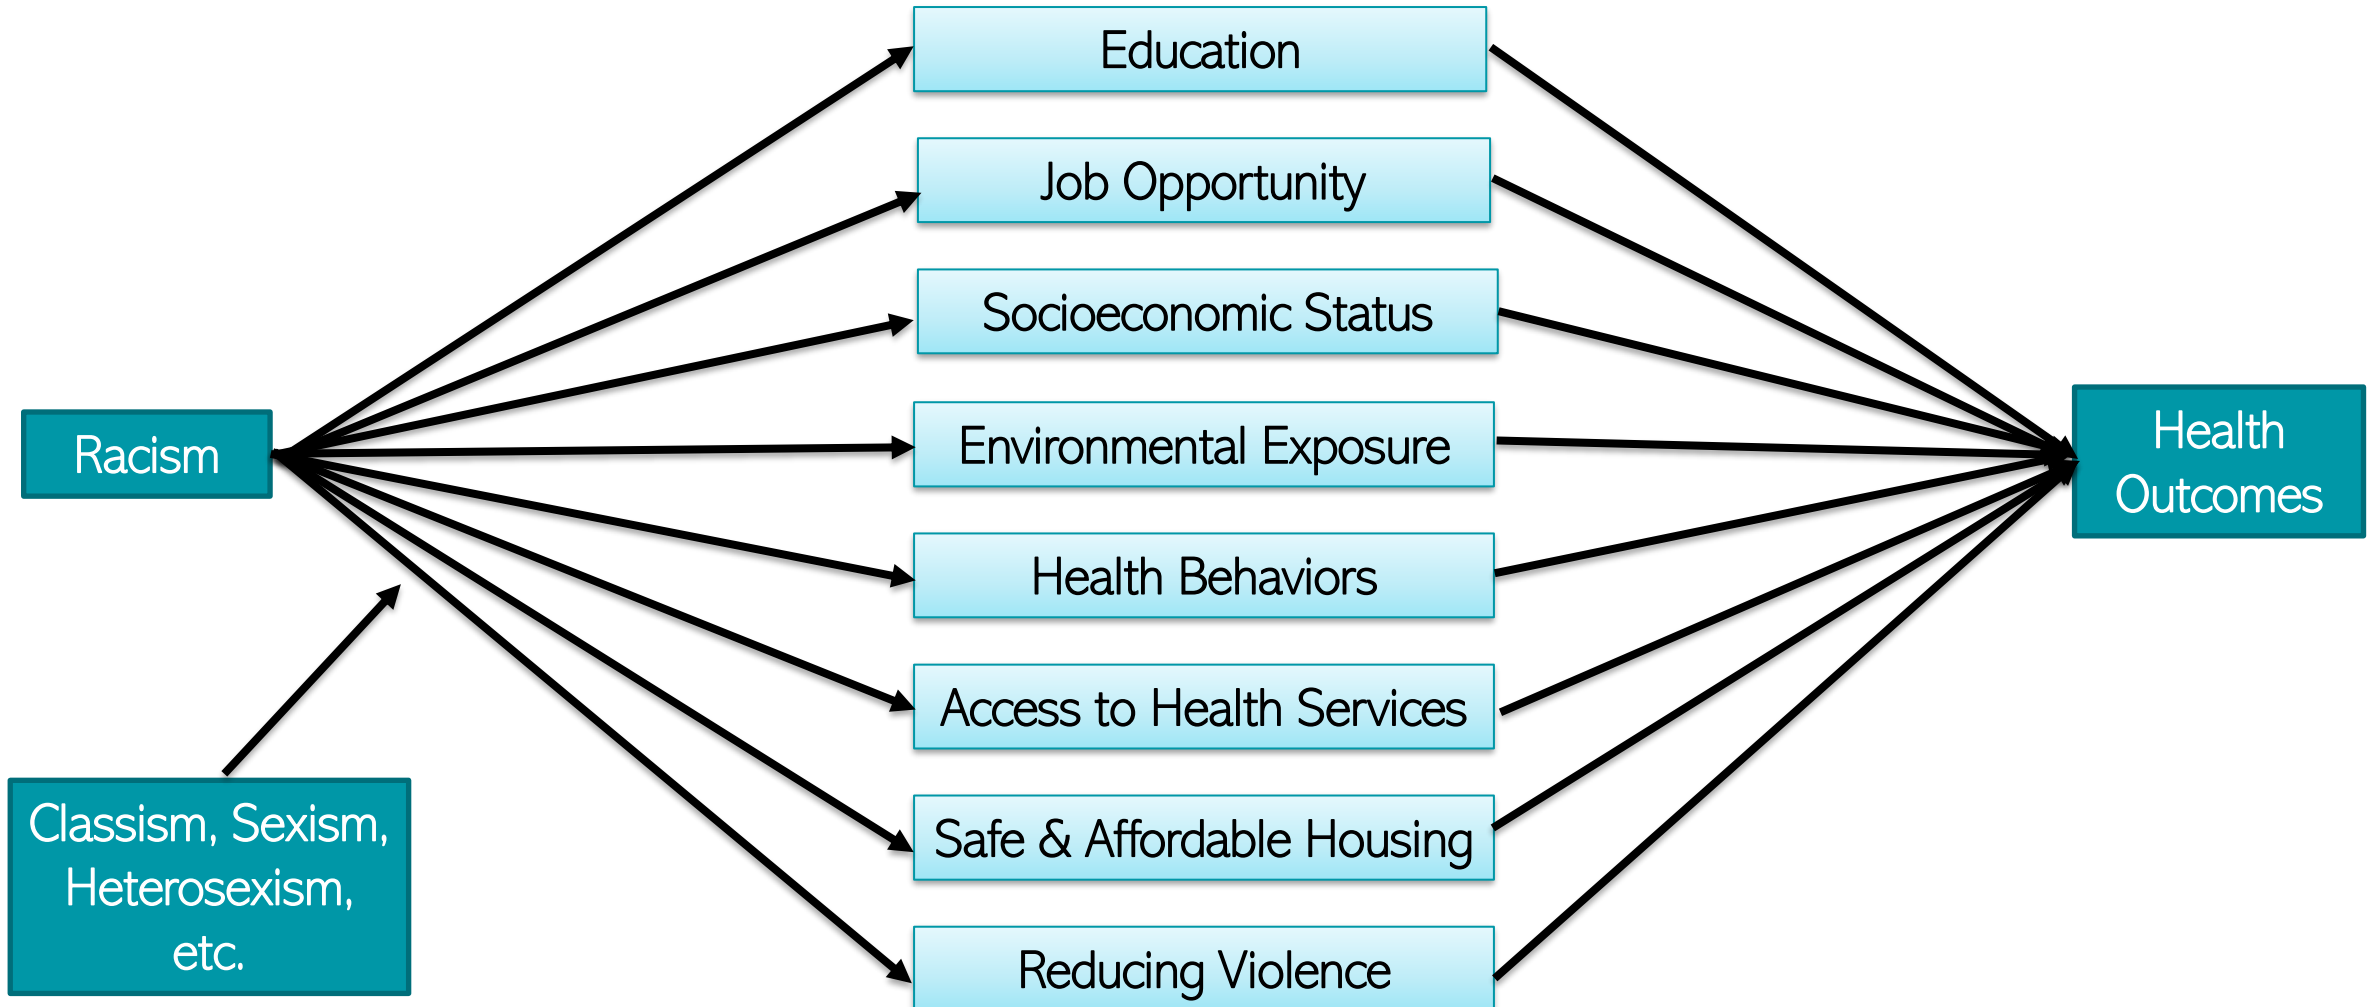 Education
Job Opportunity
Socioeconomic Status
Environmental Exposure
Health Behaviors
Access to Health Services
Safe & Affordable Housing
Reducing Violence
Racism
Classism, Sexism,
Heterosexism,
etc.
Health
Outcomes